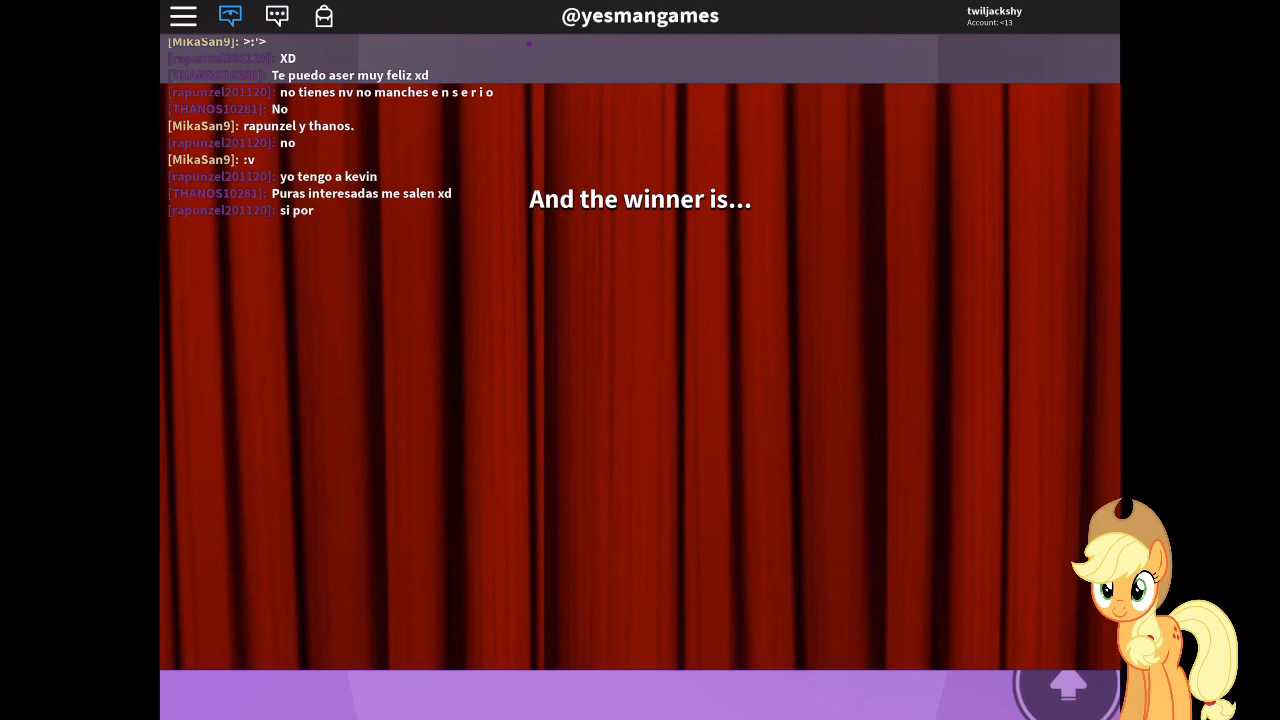 @yesmangames
twiljackshy
Account: <13
[MikaSan9]: >:'>
[rapunzel201120]: XD
[THANOS10281]: Te puedo aser muy feliz xd
[rapunzel201120]: no tienes nv no manches e n s e r i o
[THANOS10281]: No
[MikaSan9]: rapunzel y thanos.
[rapunzel201120]: no
[MikaSan9]: :v
[rapunzel201120]: yo tengo a kevin
[THANOS10281]: Puras interesadas me salen xd
[rapunzel201120]: si por
And the winner is...